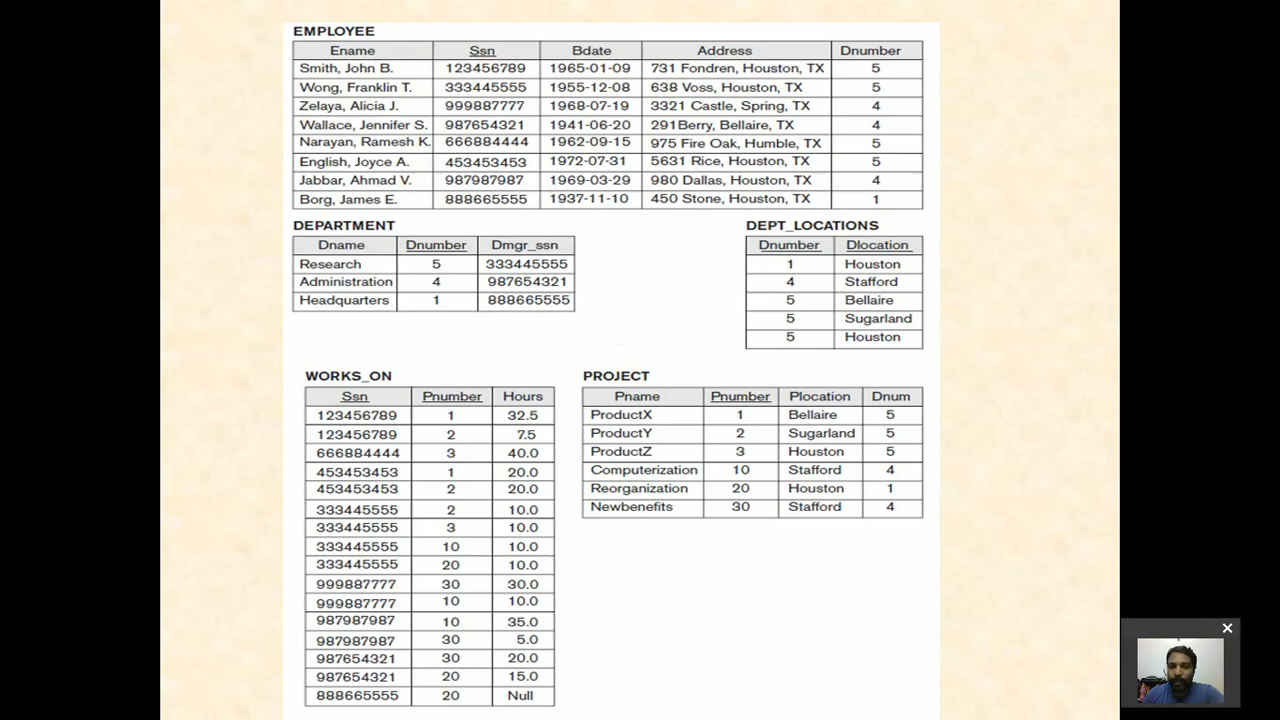 EMPLOYEE
Ename Ssn Bdate Address Dnumber
Smith, John B. 123456789 1965-01-09 731 Fondren, Houston, TX 5
Wong, Franklin T. 333445555 1955-12-08 638 Voss, Houston, TX 5
Zelaya, Alicia J. 999887777 1968-07-19 3321 Castle, Spring, TX 4
Wallace, Jennifer S. 987654321 1941-06-20 291Berry, Bellaire, TX 4
Narayan, Ramesh K. 666884444 1962-09-15 975 Fire Oak, Humble, TX 5
English, Joyce A. 453453453 1972-07-31 5631 Rice, Houston, TX 5
Jabbar, Ahmad V. 987987987 1969-03-29 980 Dallas, Houston, TX 4
Borg, James E. 888665555 1937-11-10 450 Stone, Houston, TX 1
DEPARTMENT
Dname Dnumber Dmgr_ssn
Research 5 333445555
Administration 4 987654321
Headquarters 1 888665555
DEPT_LOCATIONS
Dnumber Dlocation
1 Houston
4 Stafford
5 Bellaire
5 Sugarland
5 Houston
WORKS_ON
Ssn Pnumber Hours
123456789 1 32.5
123456789 2 7.5
666884444 3 40.0
453453453 1 20.0
453453453 2 20.0
333445555 2 10.0
333445555 3 10.0
333445555 10 10.0
333445555 20 10.0
999887777 30 30.0
999887777 10 10.0
987987987 10 35.0
987987987 30 5.0
987654321 30 20.0
987654321 20 15.0
888665555 20 Null
PROJECT
Pname Pnumber Plocation Dnum
ProductX 1 Bellaire 5
ProductY 2 Sugarland 5
ProductZ 3 Houston 5
Computerization 10 Stafford 4
Reorganization 20 Houston 1
Newbenefits 30 Stafford 4